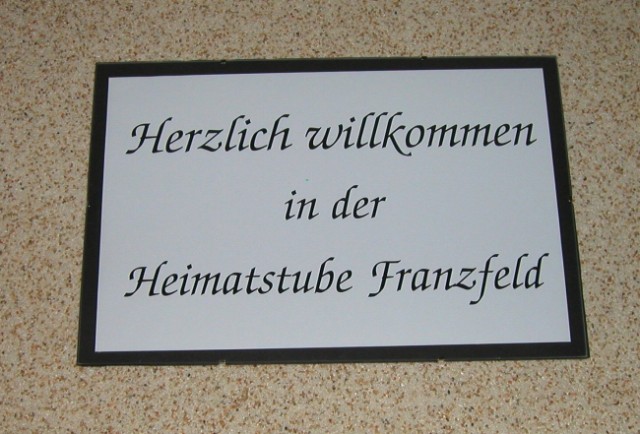 Herzlich willkommen
in der
Heimatstube Franzfeld